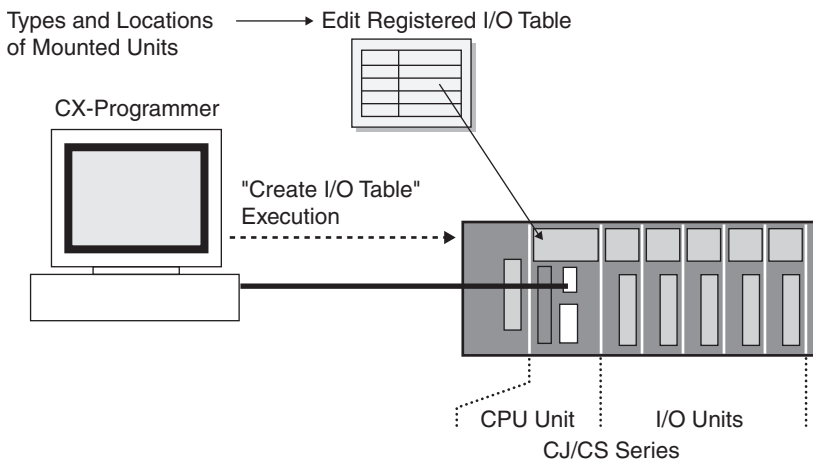 Types and Locations
of Mounted Units
Edit Registered I/O Table
CX-Programmer
"Create I/O Table"
Execution
CPU Unit
I/O Units
CJ/CS Series